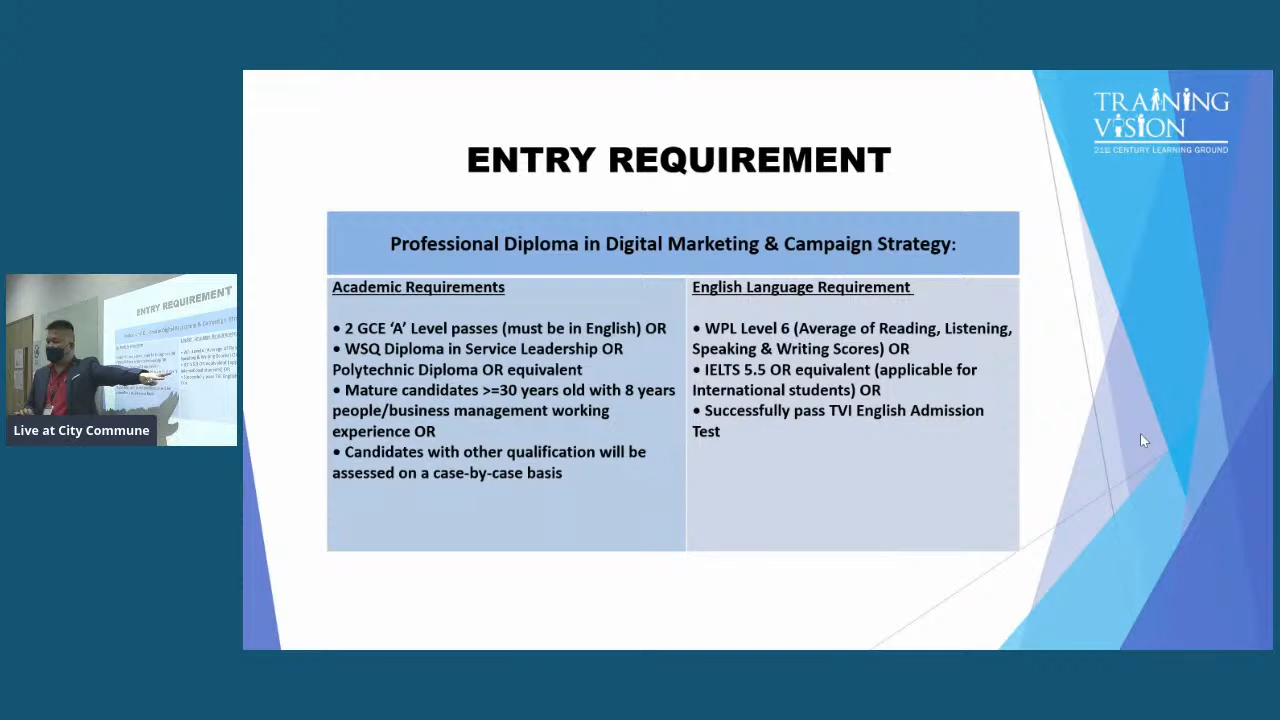 TRAINING
VISION
21ST CENTURY LEARNING GROUND
ENTRY REQUIREMENT
Professional Diploma in Digital Marketing & Campaign Strategy:
Academic Requirements
• 2 GCE ‘A’ Level passes (must be in English) OR
• WSQ Diploma in Service Leadership OR
Polytechnic Diploma OR equivalent
• Mature candidates >=30 years old with 8 years
people/business management working
experience OR
• Candidates with other qualification will be
assessed on a case-by-case basis
English Language Requirement
• WPL Level 6 (Average of Reading, Listening,
Speaking & Writing Scores) OR
• IELTS 5.5 OR equivalent (applicable for
International students) OR
• Successfully pass TVI English Admission
Test
ENTRY REQUIREMENT
Live at City Commune